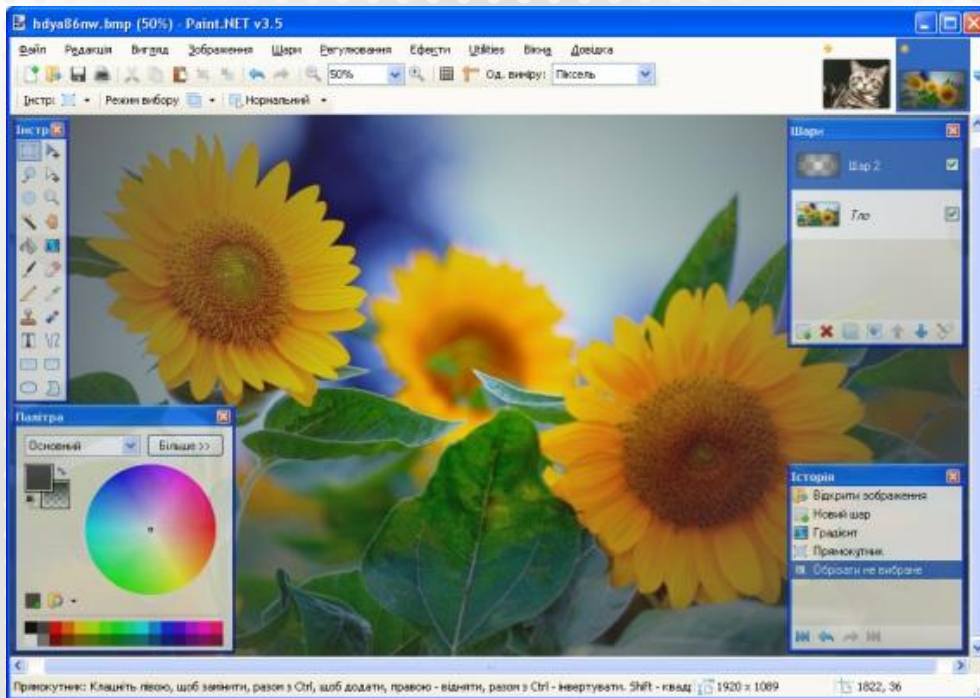 hdya86nw.bmp (50%) - Paint.NET v3.5
Файл Редакція Вигляд Зображення Шари Регулювання Ефекти Utilities Вікна Довідка
50% Од. виміру: Піксель
Інстр: Режим вибору Нормальний
Інстр
Шари
Шар 2
Тло
Палітра
Основний Більше >>
Історія
Відкрити зображення
Новий шар
Градієнт
Прямокутник
Обрізати не вибране
Прямокутник: Клацніть лівою, щоб замінити, разом з Ctrl, щоб додати, правою - відняти, разом з Ctrl - інвертувати. Shift - квад 1920 x 1089 1822, 36